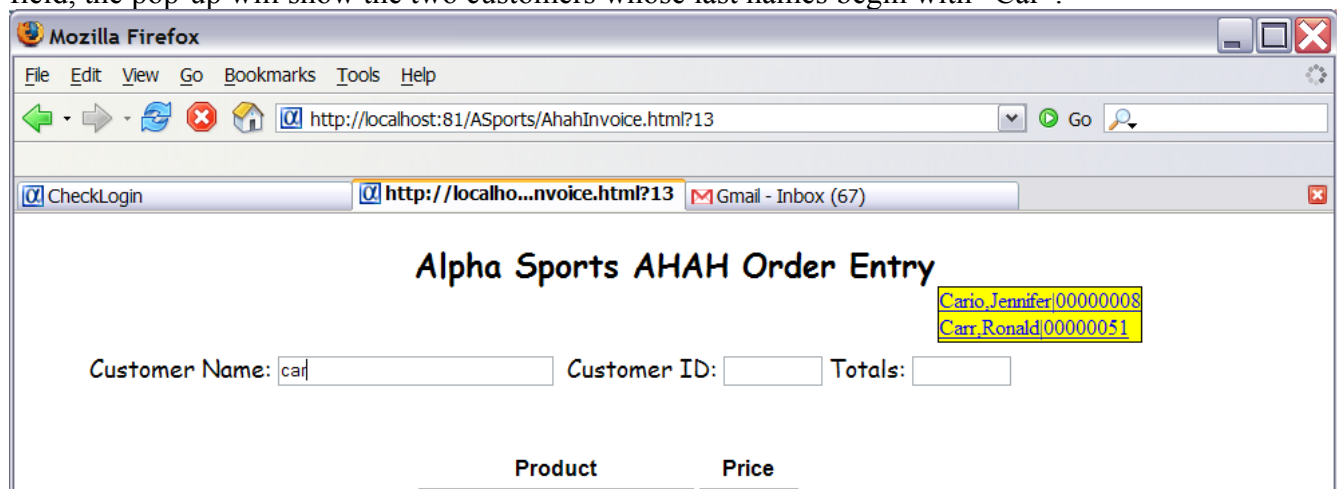 field, the pop-up will show the two customers whose last names begin with "Car".
Mozilla Firefox
File Edit View Go Bookmarks Tools Help
http://localhost:81/ASports/AhahInvoice.html?13 Go
CheckLogin http://localho...nvoice.html?13 Gmail - Inbox (67)
Alpha Sports AHAH Order Entry
Cario,Jennifer|00000008
Carr,Ronald|00000051
Customer Name: car Customer ID: Totals:
Product Price